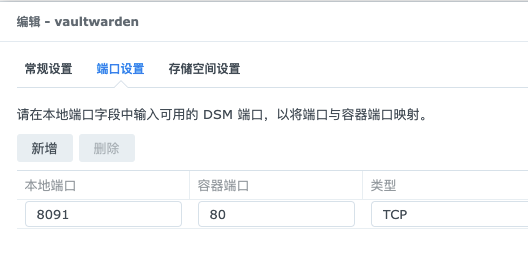 编辑 - vaultwarden
常规设置 端口设置 存储空间设置
请在本地端口字段中输入可用的 DSM 端口，以将端口与容器端口映射。
新增 删除
本地端口 容器端口 类型
8091 80 TCP